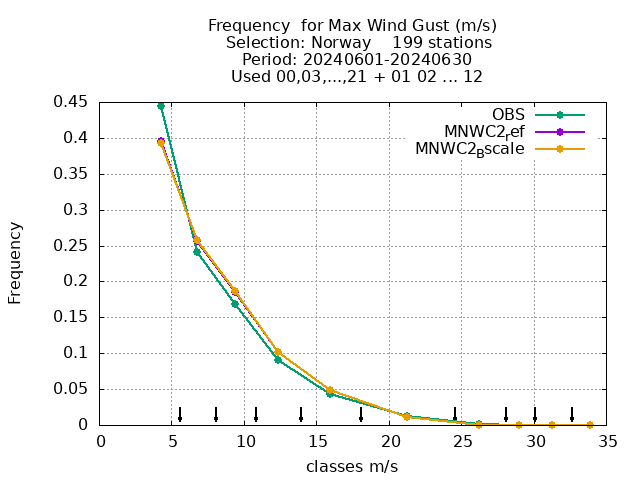 Frequency  for Max Wind Gust (m/s)
Selection: Norway    199 stations
Period: 20240601-20240630
Used 00,03,...,21 + 01 02 ... 12
0.45
0.4
0.35
0.3
0.25
0.2
0.15
0.1
0.05
0
Frequency
OBS
MNWC2ref
MNWC2Bscale
0 5 10 15 20 25 30 35
classes m/s